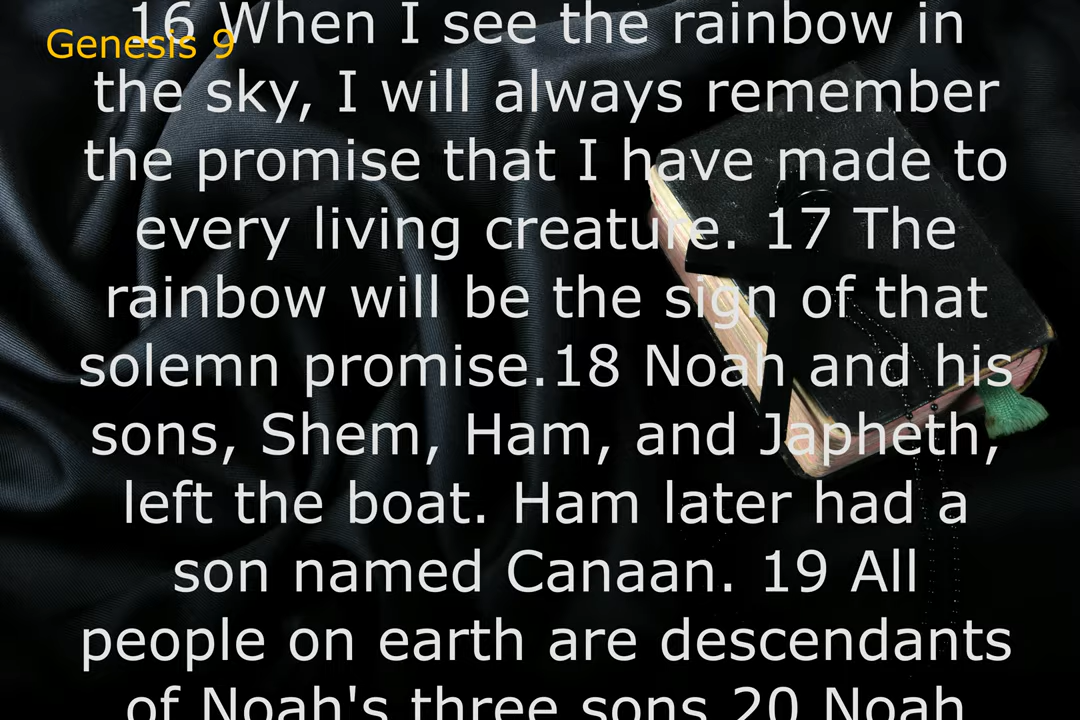 16 When I see the rainbow in
Genesis 9
the sky, I will always remember
the promise that I have made to
every living creature. 17 The
rainbow will be the sign of that
solemn promise.18 Noah and his
sons, Shem, Ham, and Japheth,
left the boat. Ham later had a
son named Canaan. 19 All
people on earth are descendants
of Noah's three sons 20 Noah